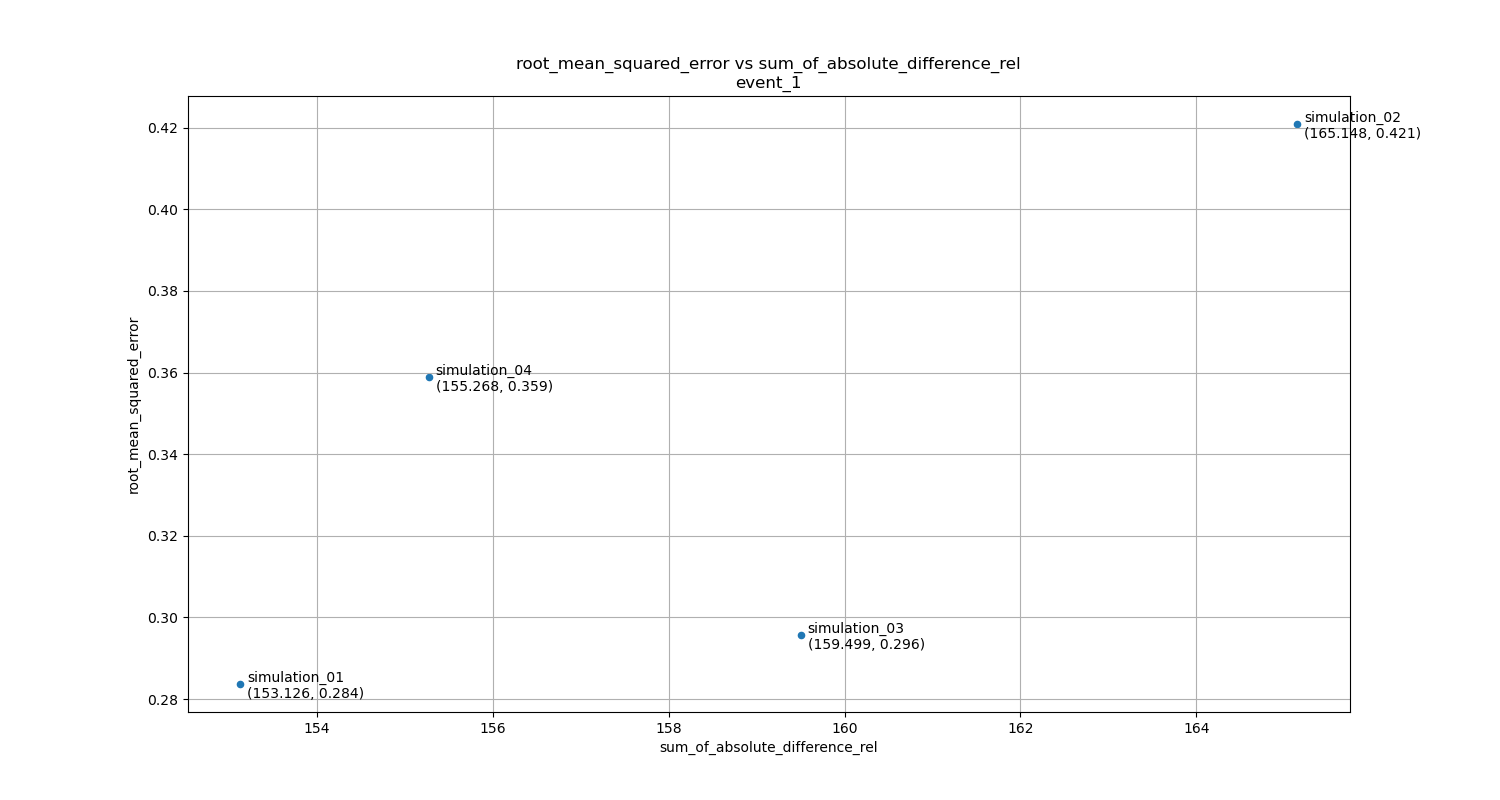 root_mean_squared_error vs sum_of_absolute_difference_rel
event_1
0.42
0.40
0.38
0.36
0.34
0.32
0.30
0.28
root_mean_squared_error
simulation_02
(165.148, 0.421)
simulation_04
(155.268, 0.359)
simulation_03
(159.499, 0.296)
simulation_01
(153.126, 0.284)
154
156
158
160
162
164
sum_of_absolute_difference_rel